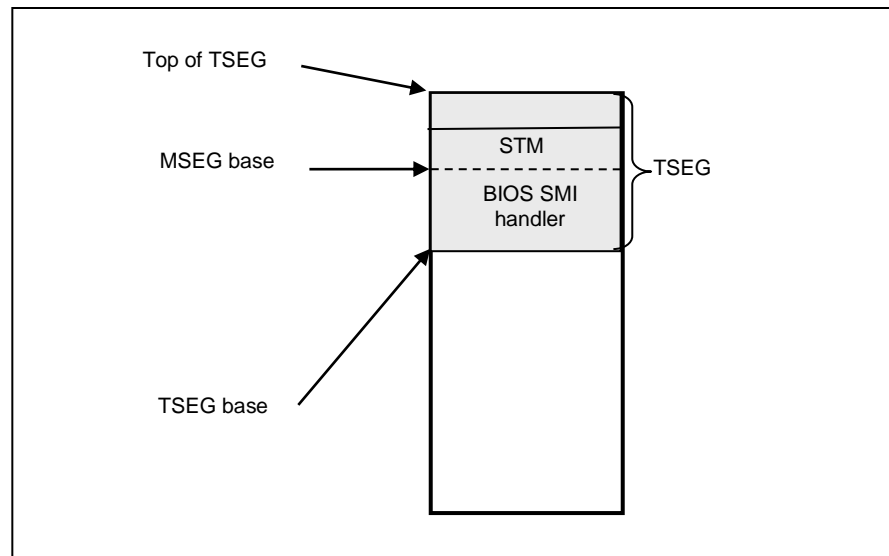 Top of TSEG
STM
MSEG base
TSEG
BIOS SMI
handler
TSEG base